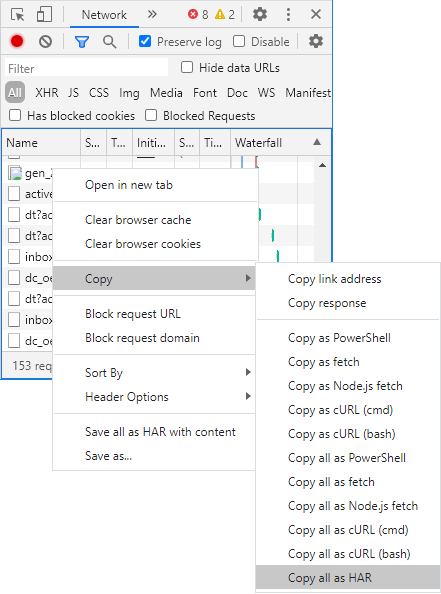 Network » 8 2
Preserve log Disable
Filter Hide data URLs
All XHR JS CSS Img Media Font Doc WS Manifest
Has blocked cookies Blocked Requests
Name S... T... Initi... S... Ti... Waterfall
gen_
active
dt?ac
dt?ac
inbox
dc_oe
dt?ac
inbox
dc_oe
153 requ
Open in new tab
Clear browser cache
Clear browser cookies
Copy
Block request URL
Block request domain
Sort By
Header Options
Save all as HAR with content
Save as...
Copy link address
Copy response
Copy as PowerShell
Copy as fetch
Copy as Node.js fetch
Copy as cURL (cmd)
Copy as cURL (bash)
Copy all as PowerShell
Copy all as fetch
Copy all as Node.js fetch
Copy all as cURL (cmd)
Copy all as cURL (bash)
Copy all as HAR